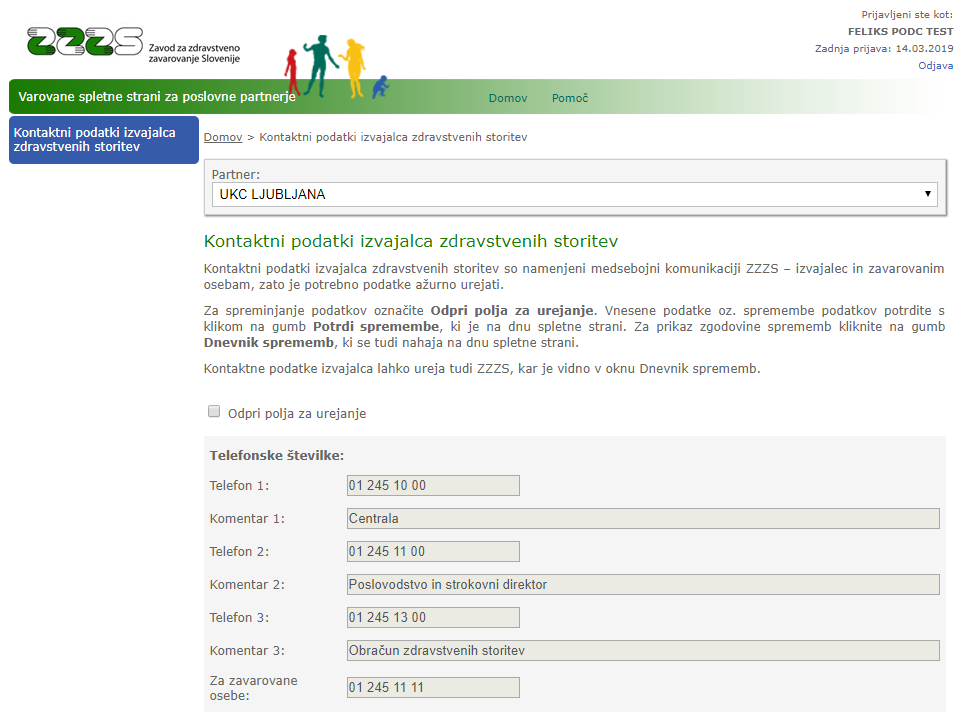 Prijavljeni ste kot:
FELIKS PODC TEST
Zadnja prijava: 14.03.2019
Odjava
ZZZS Zavod za zdravstveno
zavarovanje Slovenije
Varovane spletne strani za poslovne partnerje
Domov Pomoč
Kontaktni podatki izvajalca
zdravstvenih storitev
Domov > Kontaktni podatki izvajalca zdravstvenih storitev
Partner:
UKC LJUBLJANA
Kontaktni podatki izvajalca zdravstvenih storitev
Kontaktni podatki izvajalca zdravstvenih storitev so namenjeni medsebojni komunikaciji ZZZS – izvajalec in zavarovanim
osebam, zato je potrebno podatke ažurno urejati.
Za spreminjanje podatkov označite Odpri polja za urejanje. Vnesene podatke oz. spremembe podatkov potrdite s
klikom na gumb Potrdi spremembe, ki je na dnu spletne strani. Za prikaz zgodovine sprememb kliknite na gumb
Dnevnik sprememb, ki se tudi nahaja na dnu spletne strani.
Kontaktne podatke izvajalca lahko ureja tudi ZZZS, kar je vidno v oknu Dnevnik sprememb.
Odpri polja za urejanje
Telefonske številke:
Telefon 1: 01 245 10 00
Komentar 1: Centrala
Telefon 2: 01 245 11 00
Komentar 2: Poslovodstvo in strokovni direktor
Telefon 3: 01 245 13 00
Komentar 3: Obračun zdravstvenih storitev
Za zavarovane
osebe: 01 245 11 11